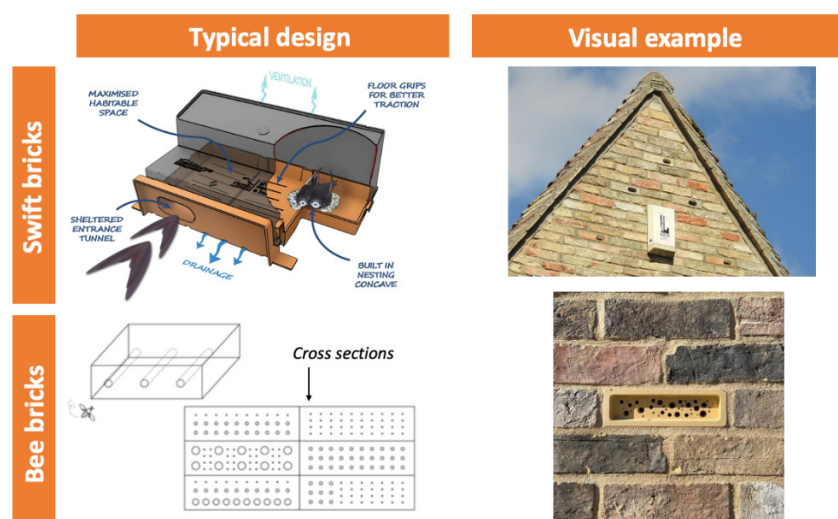 Typical design
Visual example
Swift bricks
VENTILATION
MAXIMISED
HABITABLE
SPACE
FLOOR GRIPS
FOR BETTER
TRACTION
SHELTERED
ENTRANCE
TUNNEL
DRAINAGE
BUILT IN
NESTING
CONCAVE
Bee bricks
Cross sections